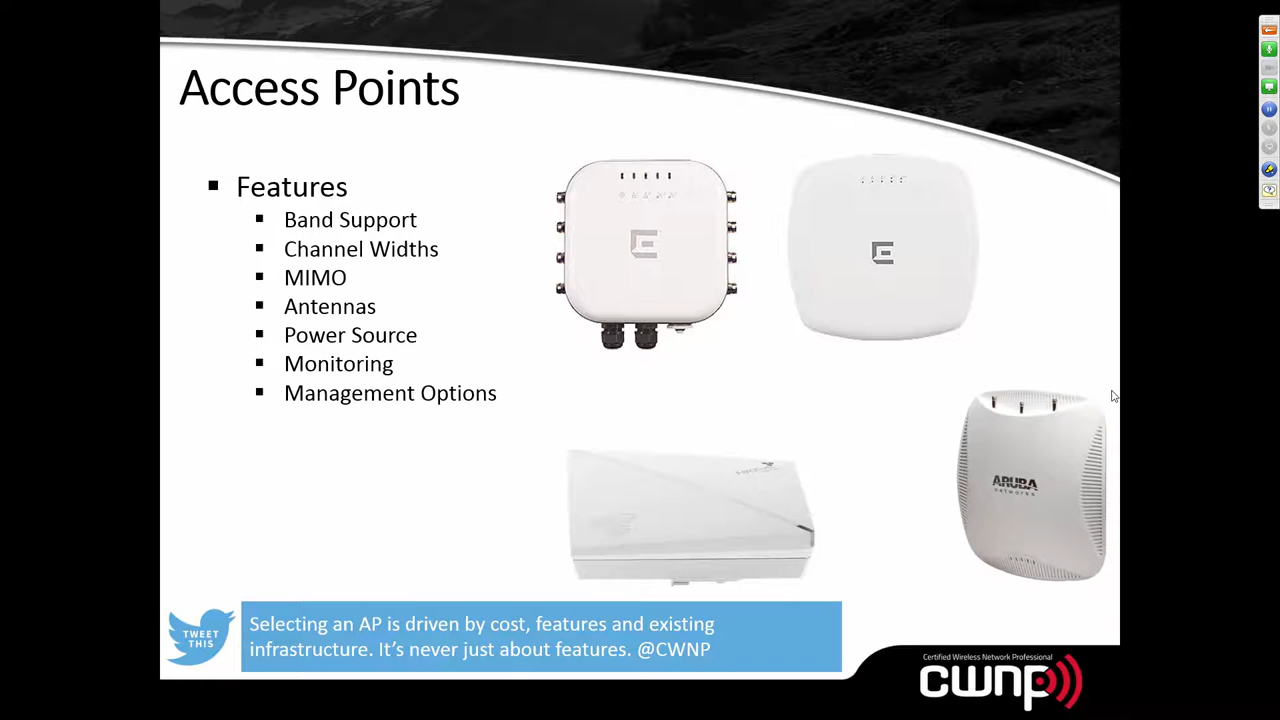 Access Points
Features
Band Support
Channel Widths
MIMO
Antennas
Power Source
Monitoring
Management Options
ARUBA
networks
TWEET
THIS
Selecting an AP is driven by cost, features and existing
infrastructure. It's never just about features. @CWNP
Certified Wireless Network Professional
cwnp